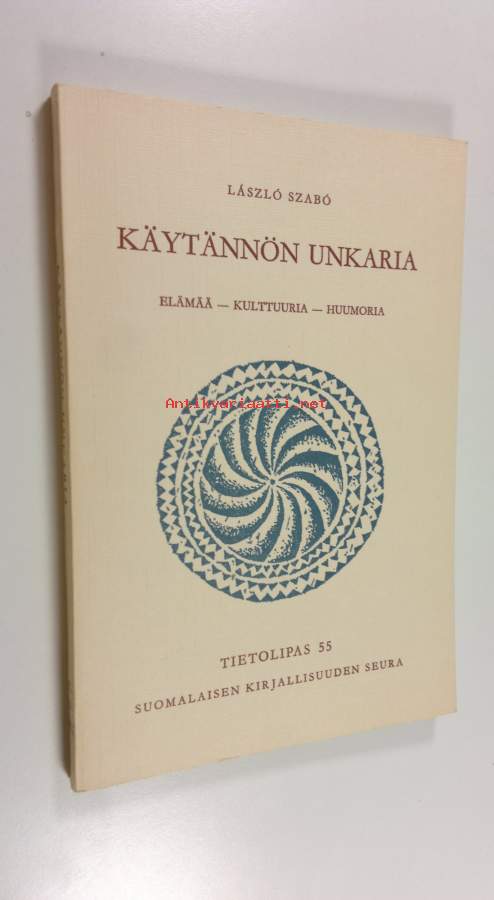 LÁSZLÓ SZABÓ
KÄYTÄNNÖN UNKARIA
ELÄMÄÄ — KULTTUURIA — HUUMORIA
Antikvariaatti.net
TIETOLIPAS 55
SUOMALAISEN KIRJALLISUUDEN SEURA